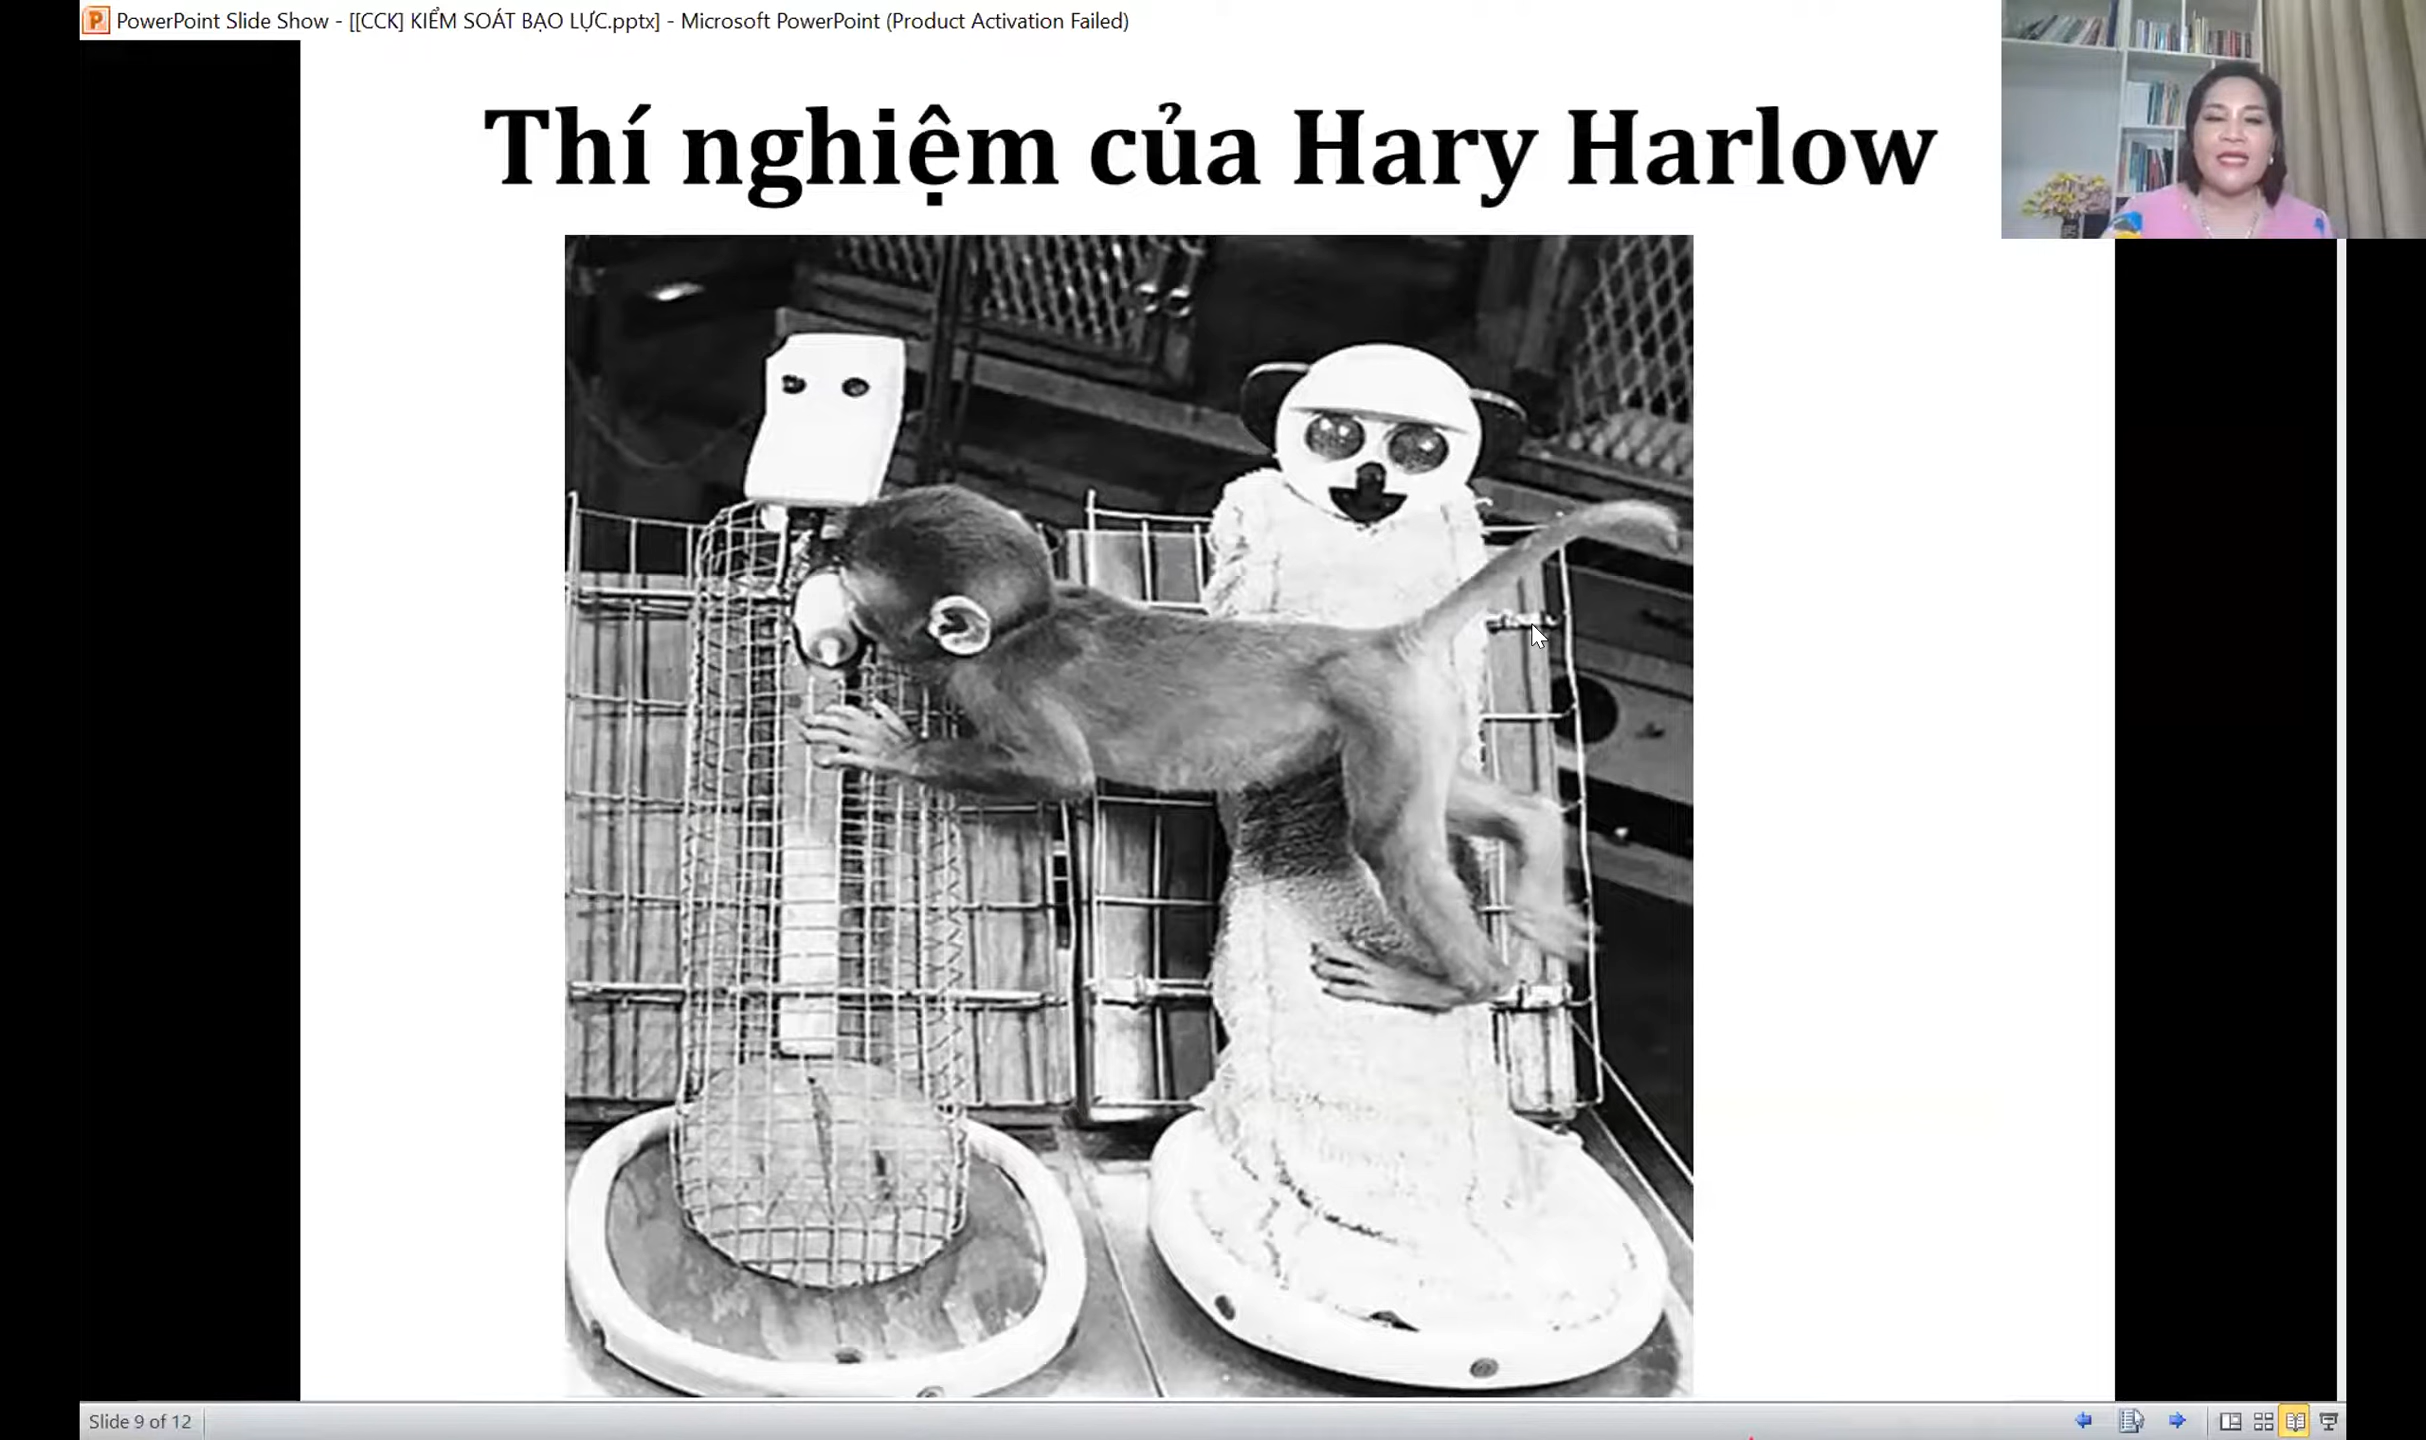 PowerPoint Slide Show - [[CCK] KIỂM SOÁT BẠO LỰC.pptx] - Microsoft PowerPoint (Product Activation Failed)
Thí nghiệm của Hary Harlow
Slide 9 of 12